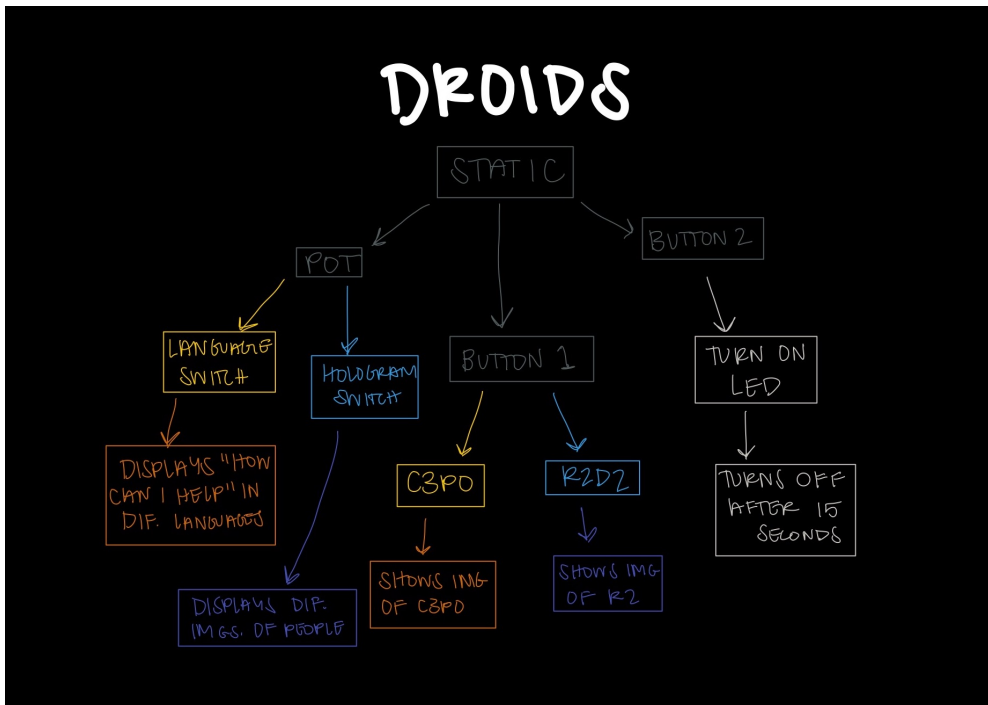 DROIDS
STATIC
BUTTON 2
POT
LANGUAGE
SWITCH
HOLOGRAM
SWITCH
BUTTON 1
TURN ON
LED
DISPLAYS "HOW
CAN I HELP" IN
DIF. LANGUAGES
C3PO
R2D2
TURNS OFF
AFTER 15
SECONDS
DISPLAYS DIF.
IMGS. OF PEOPLE
SHOWS IMG
OF C3PO
SHOWS IMG
OF R2